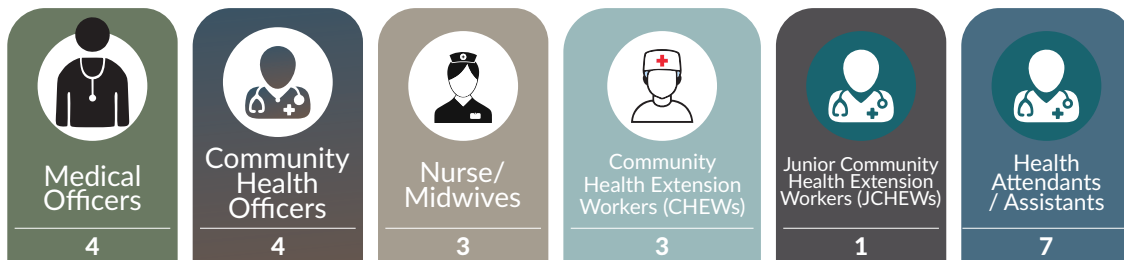 Medical
Officers
4
Community
Health
Officers
4
Nurse/
Midwives
3
Community
Health Extension
Workers (CHEWs)
3
Junior Community
Health Extension
Workers (JCHEWs)
1
Health
Attendants
/ Assistants
7